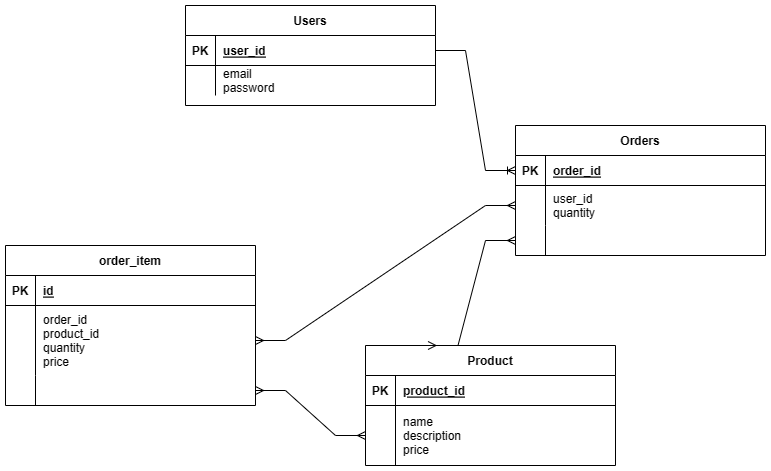 Users
PK user_id
email
password
Orders
PK order_id
user_id
quantity
order_item
PK id
order_id
product_id
quantity
price
Product
PK product_id
name
description
price